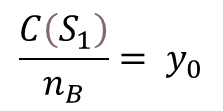 C(S₁)/n_B = y₀